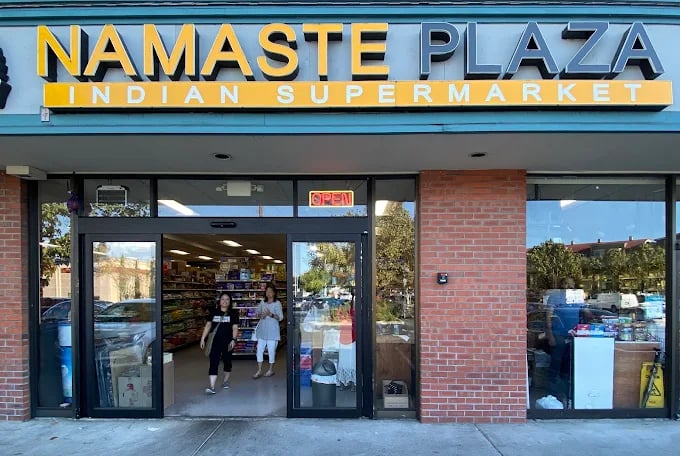 NAMASTE PLAZA
INDIAN SUPERMARKET
OPEN